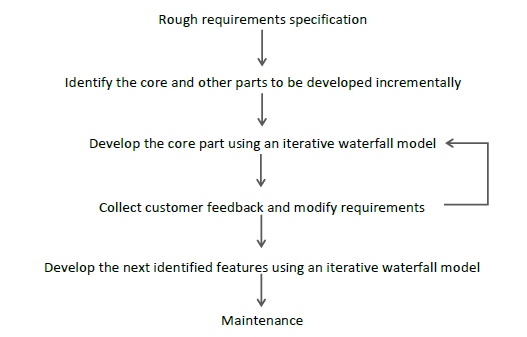 Rough requirements specification
Identify the core and other parts to be developed incrementally
Develop the core part using an iterative waterfall model
Collect customer feedback and modify requirements
Develop the next identified features using an iterative waterfall model
Maintenance